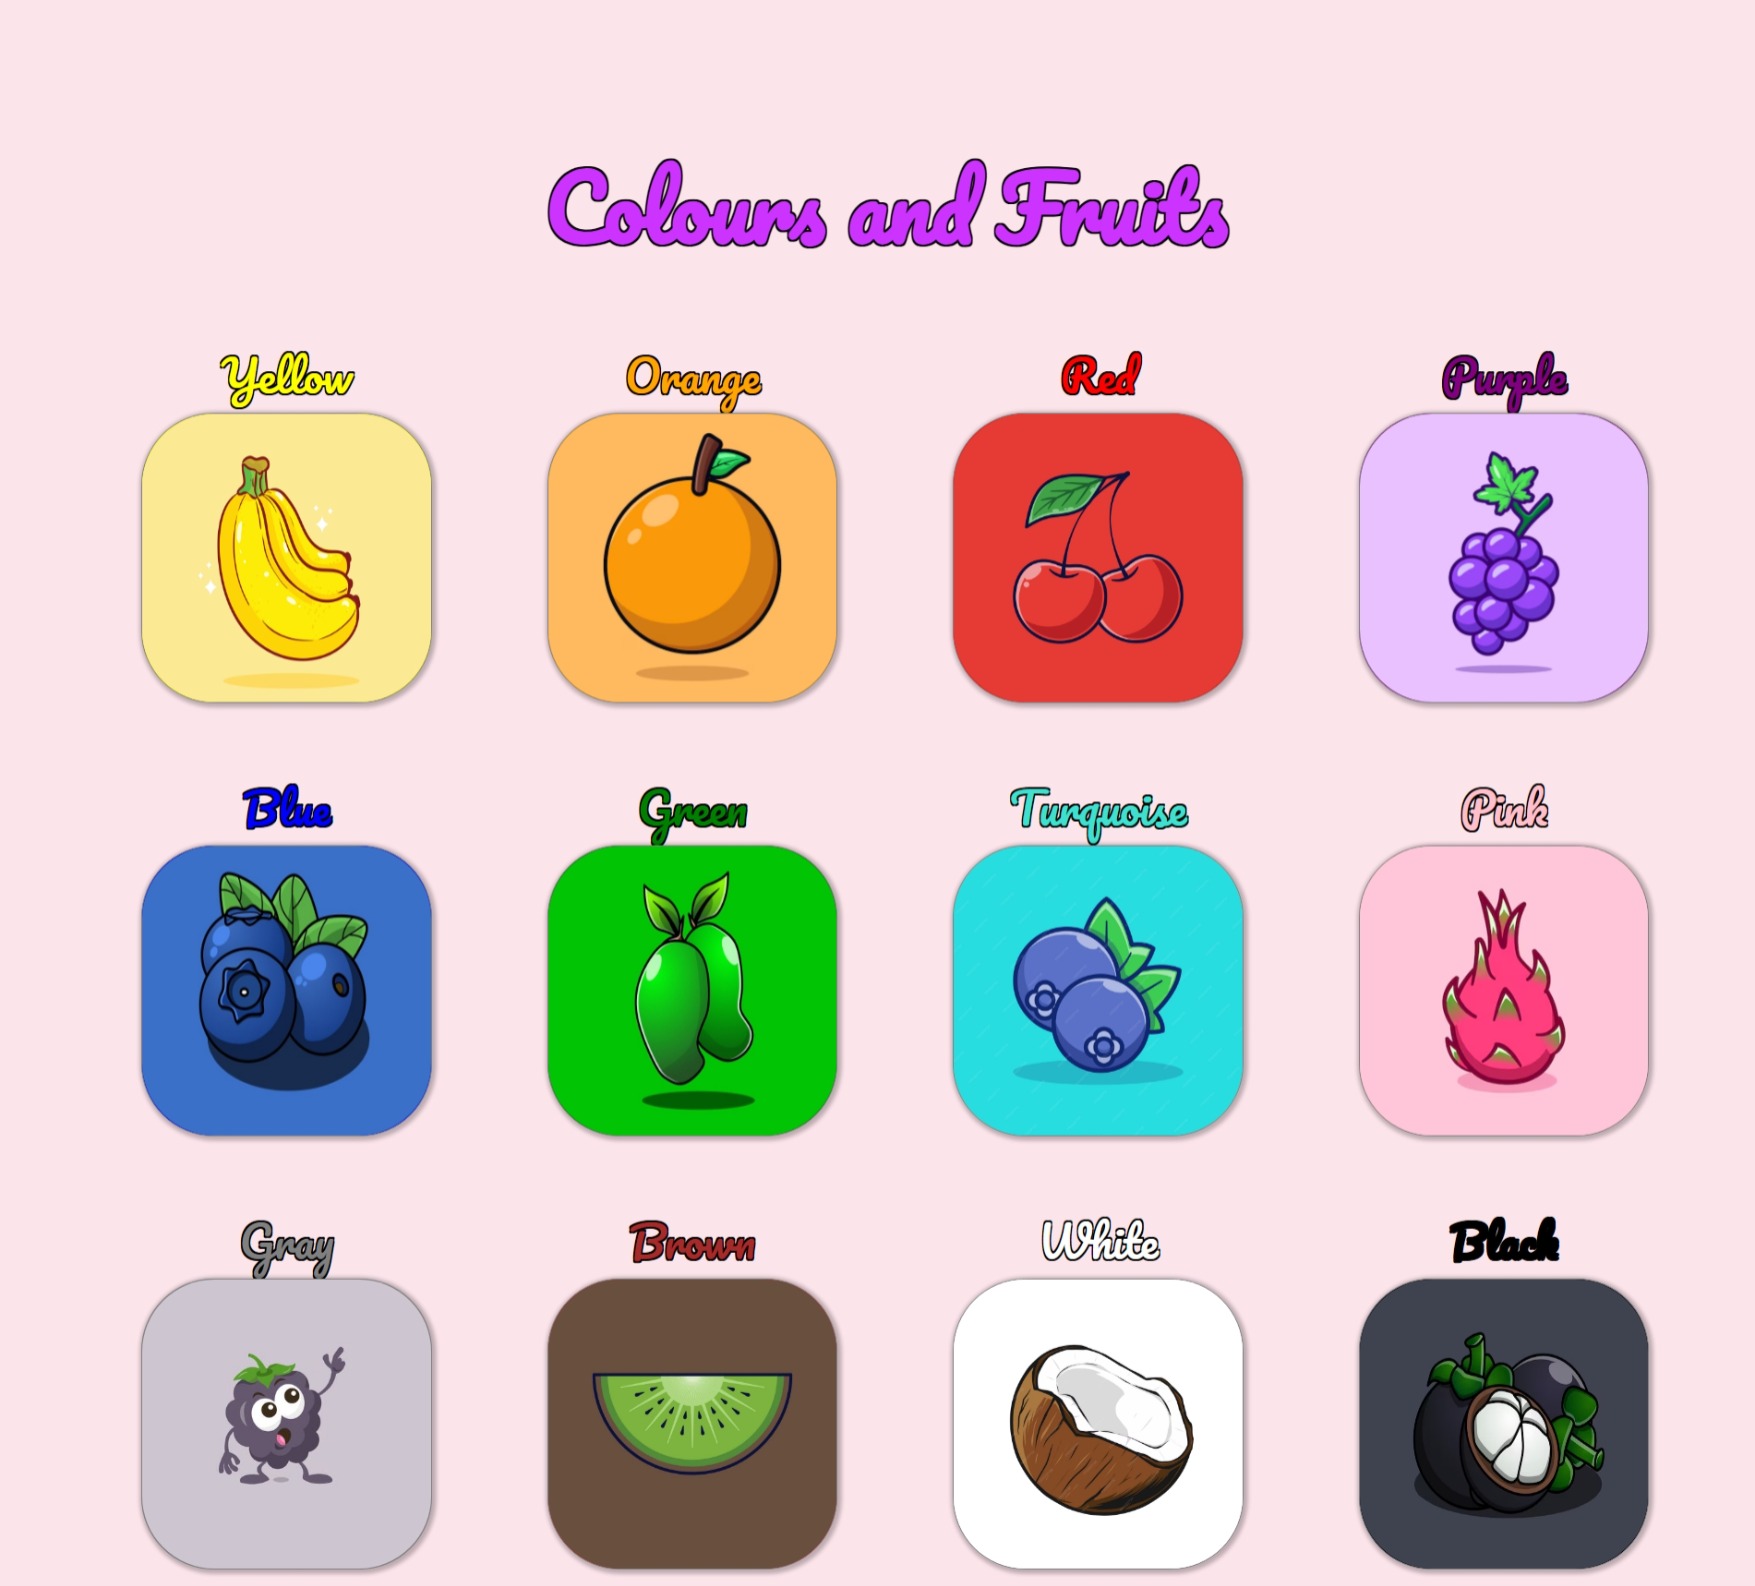 Colours and Fruits
Yellow Orange Red Purple
Blue Green Turquoise Pink
Gray Brown White Black